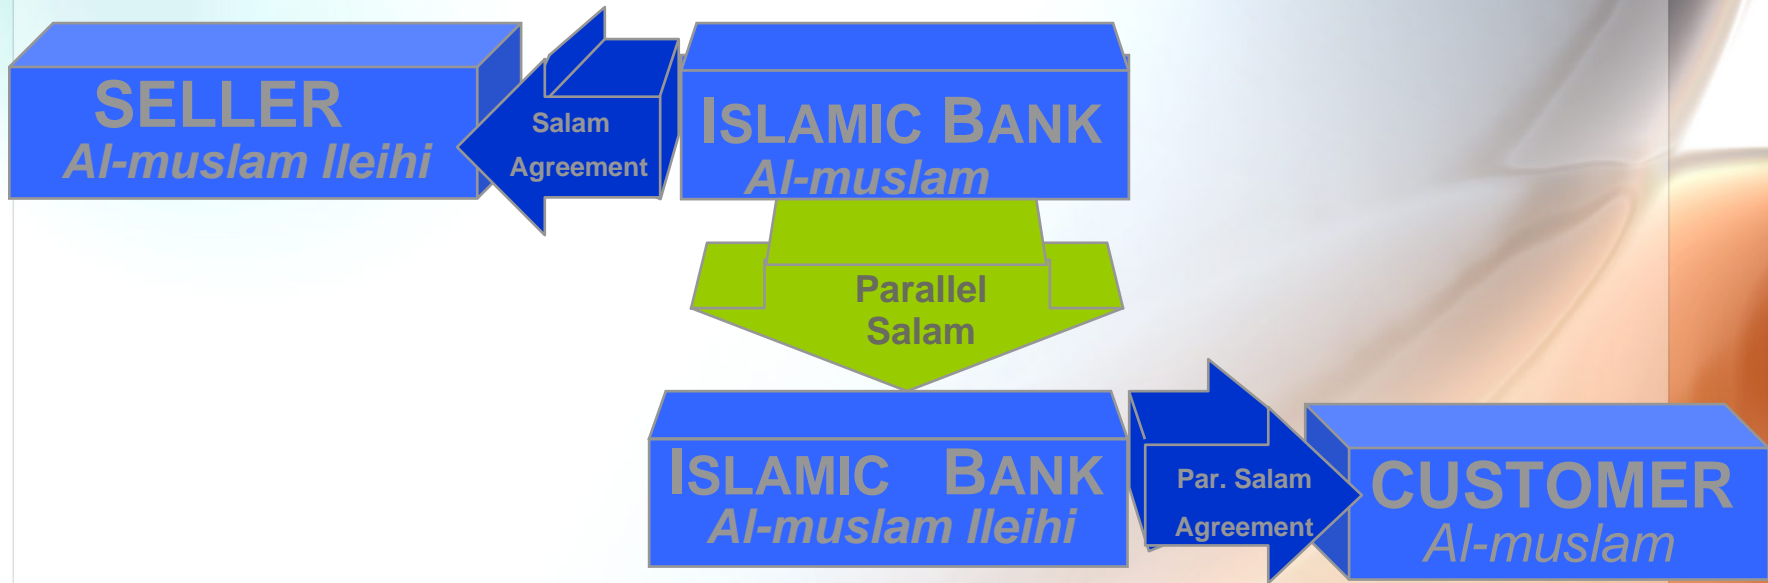 SELLER
Al-muslam Ileihi
Salam
Agreement
ISLAMIC BANK
Al-muslam
Parallel
Salam
ISLAMIC BANK
Al-muslam Ileihi
Par. Salam
Agreement
CUSTOMER
Al-muslam